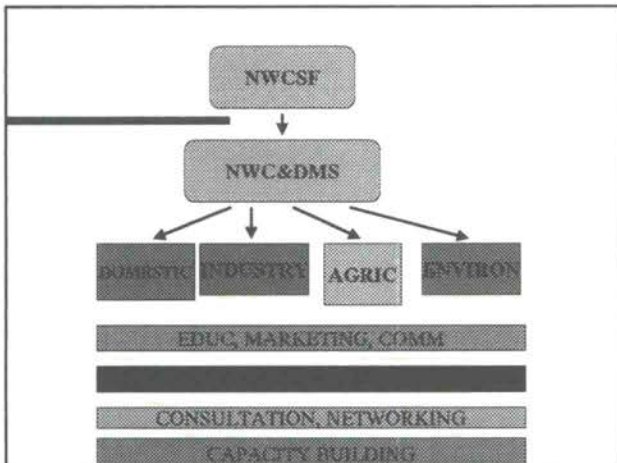 NWCSF
NWC&DMS
DOMESTIC INDUSTRY AGRIC ENVIRON
EDUC, MARKETING, COMM
CONSULTATION, NETWORKING
CAPACITY BUILDING